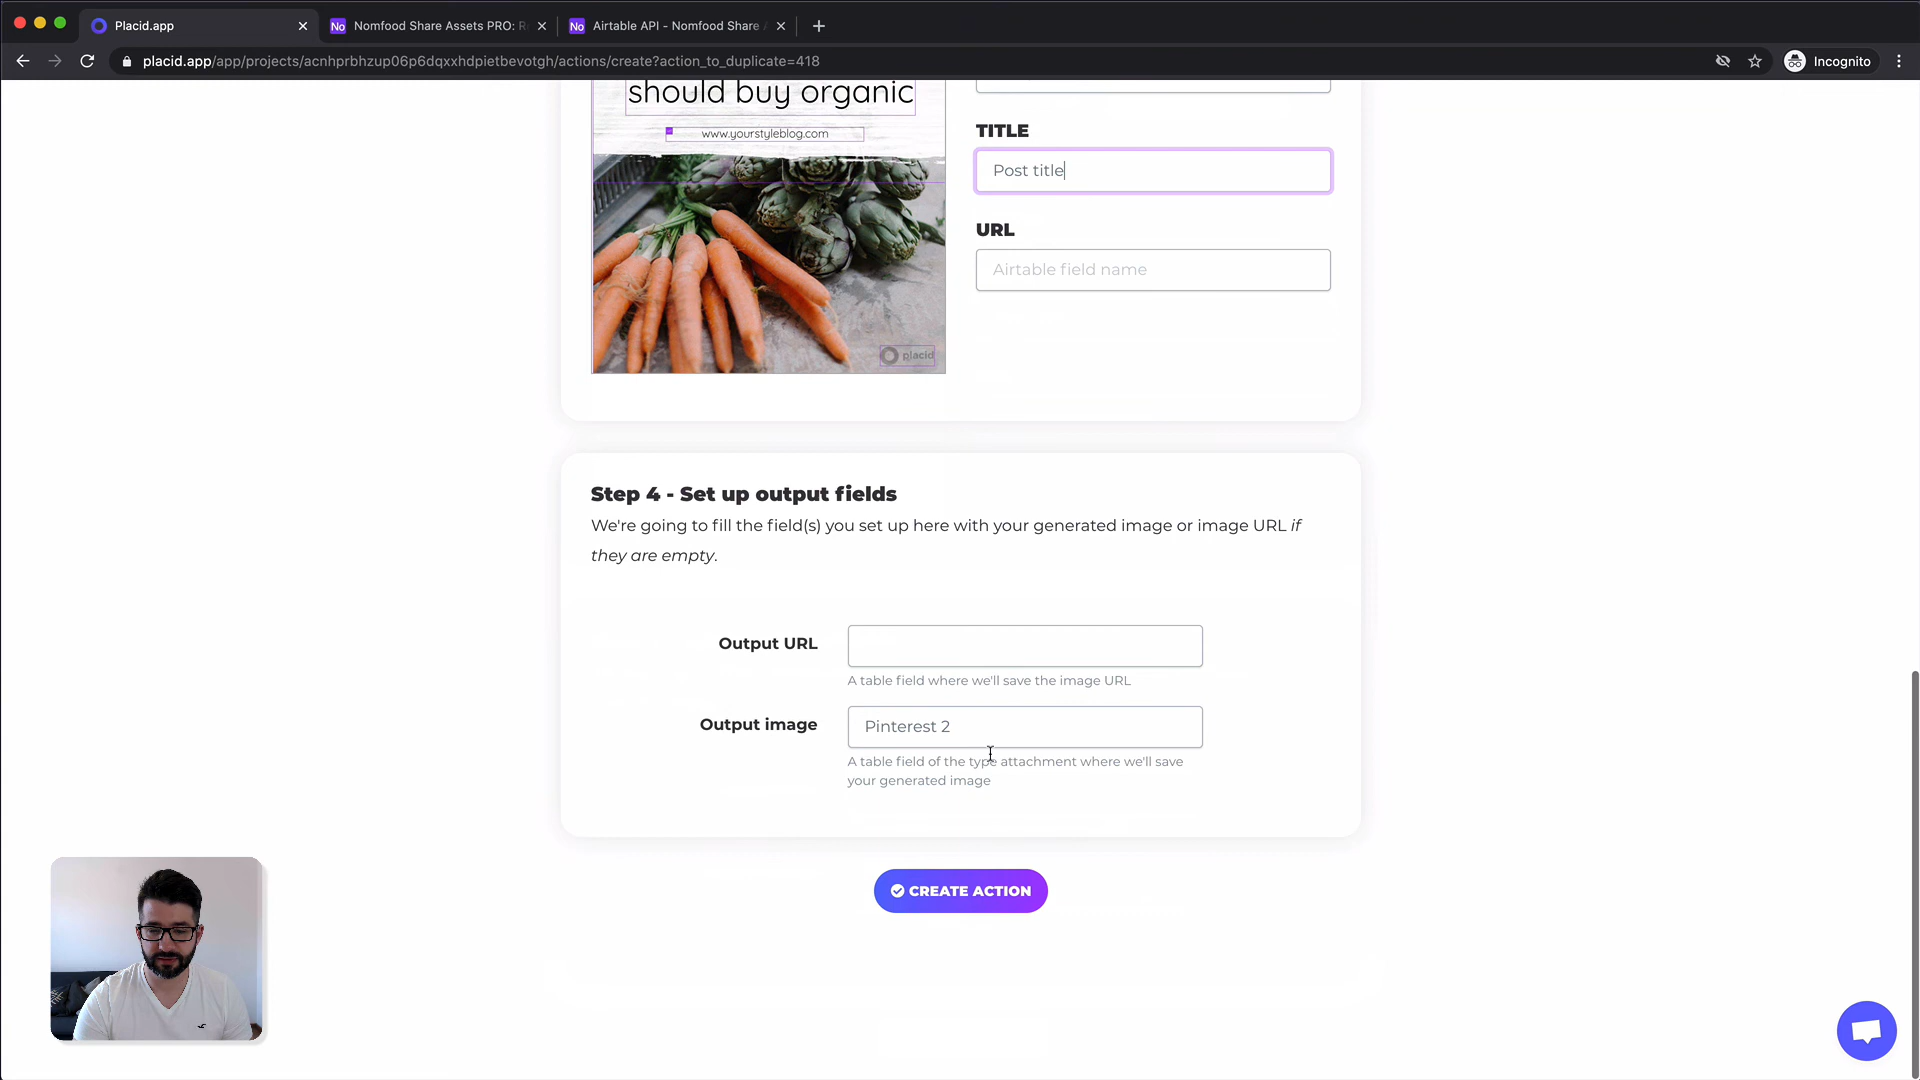 Placid.app
Nomfood Share Assets PRO: R
Airtable API - Nomfood Share A
placid.app/app/projects/acnhprbhzup06p6dqxxhdpietbevotgh/actions/create?action_to_duplicate=418
Incognito
should buy organic
www.yourstyleblog.com
placid
TITLE
Post title
URL
Airtable field name
Step 4 - Set up output fields
We're going to fill the field(s) you set up here with your generated image or image URL if
they are empty.
Output URL
A table field where we'll save the image URL
Output image
Pinterest 2
A table field of the type attachment where we'll save
your generated image
CREATE ACTION